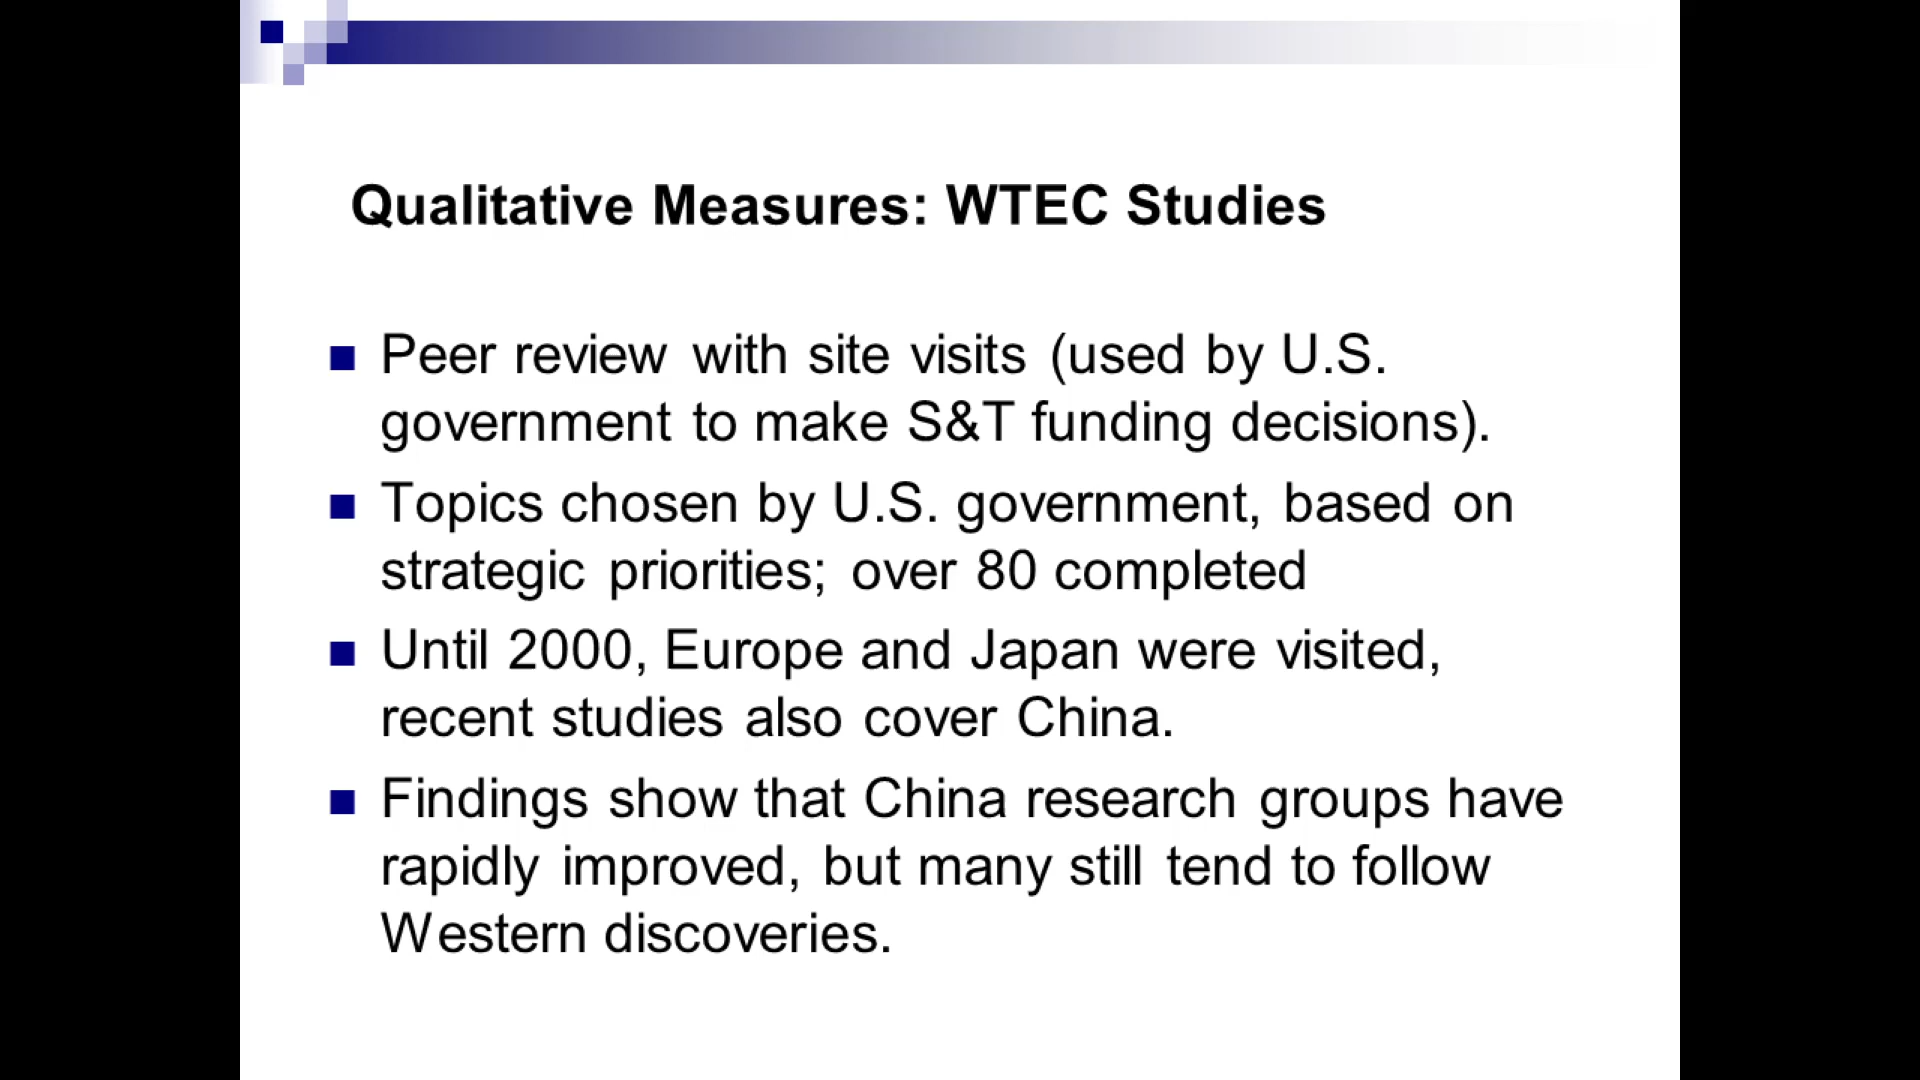 Qualitative Measures: WTEC Studies
Peer review with site visits (used by U.S.
government to make S&T funding decisions).
Topics chosen by U.S. government, based on
strategic priorities; over 80 completed
Until 2000, Europe and Japan were visited,
recent studies also cover China.
Findings show that China research groups have
rapidly improved, but many still tend to follow
Western discoveries.